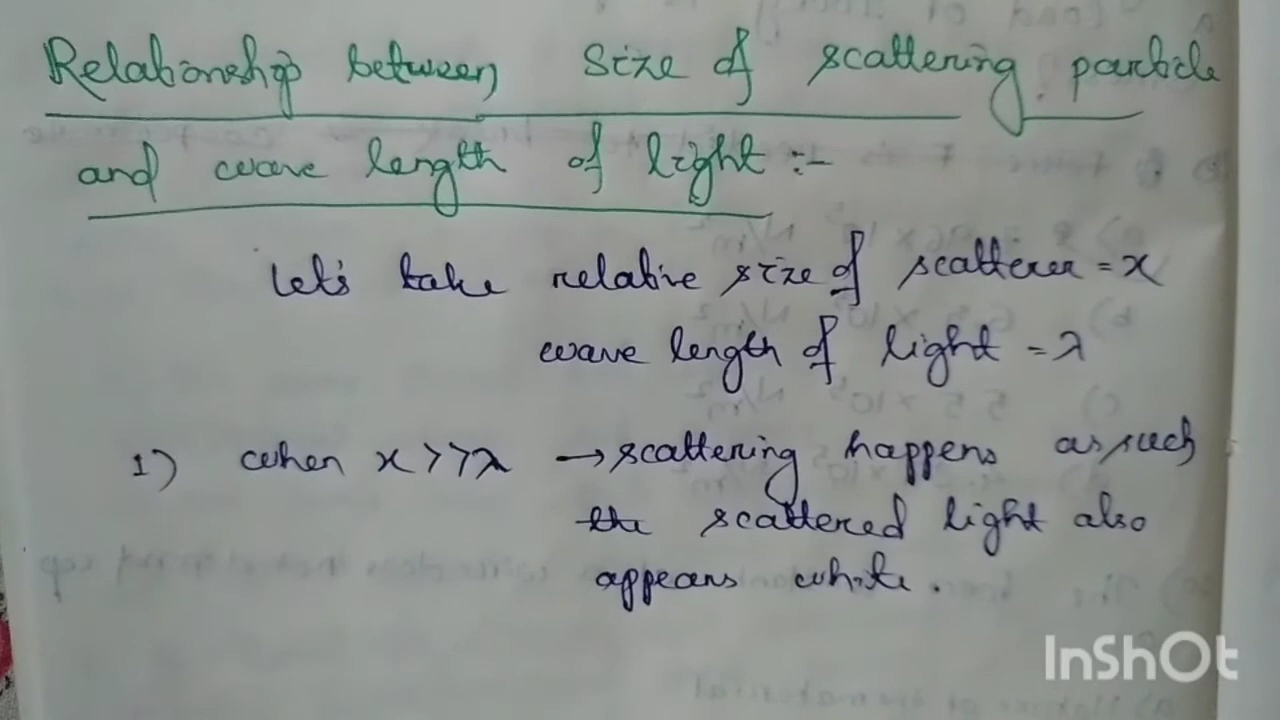 Relationship between size of scattering particle
and wave length of light :-
Let's take relative size of scatterer = x
wave length of light = λ
1) when x >> λ → scattering happens as such
the scattered light also
appears white.
InShOt